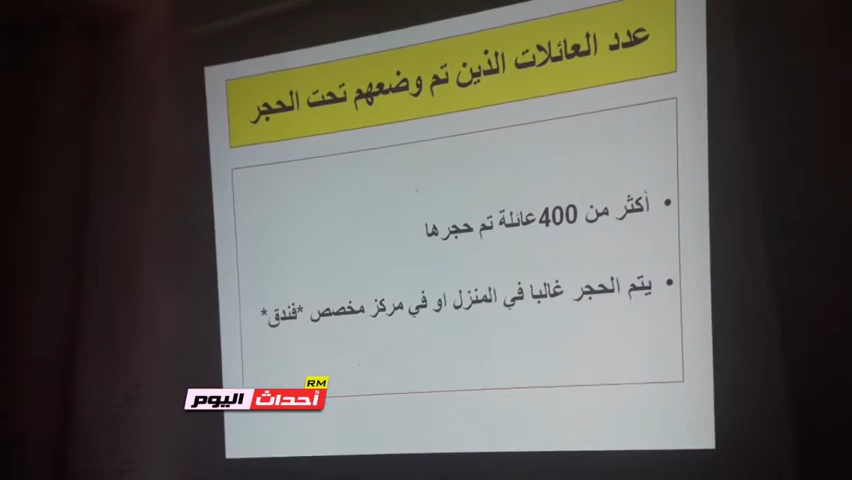 عدد العائلات الذين تم وضعهم تحت الحجر
• أكثر من 400عائلة تم حجرها
• يتم الحجر غالبا في المنزل او في مركز مخصص *فندق*
RM
أحداث اليوم